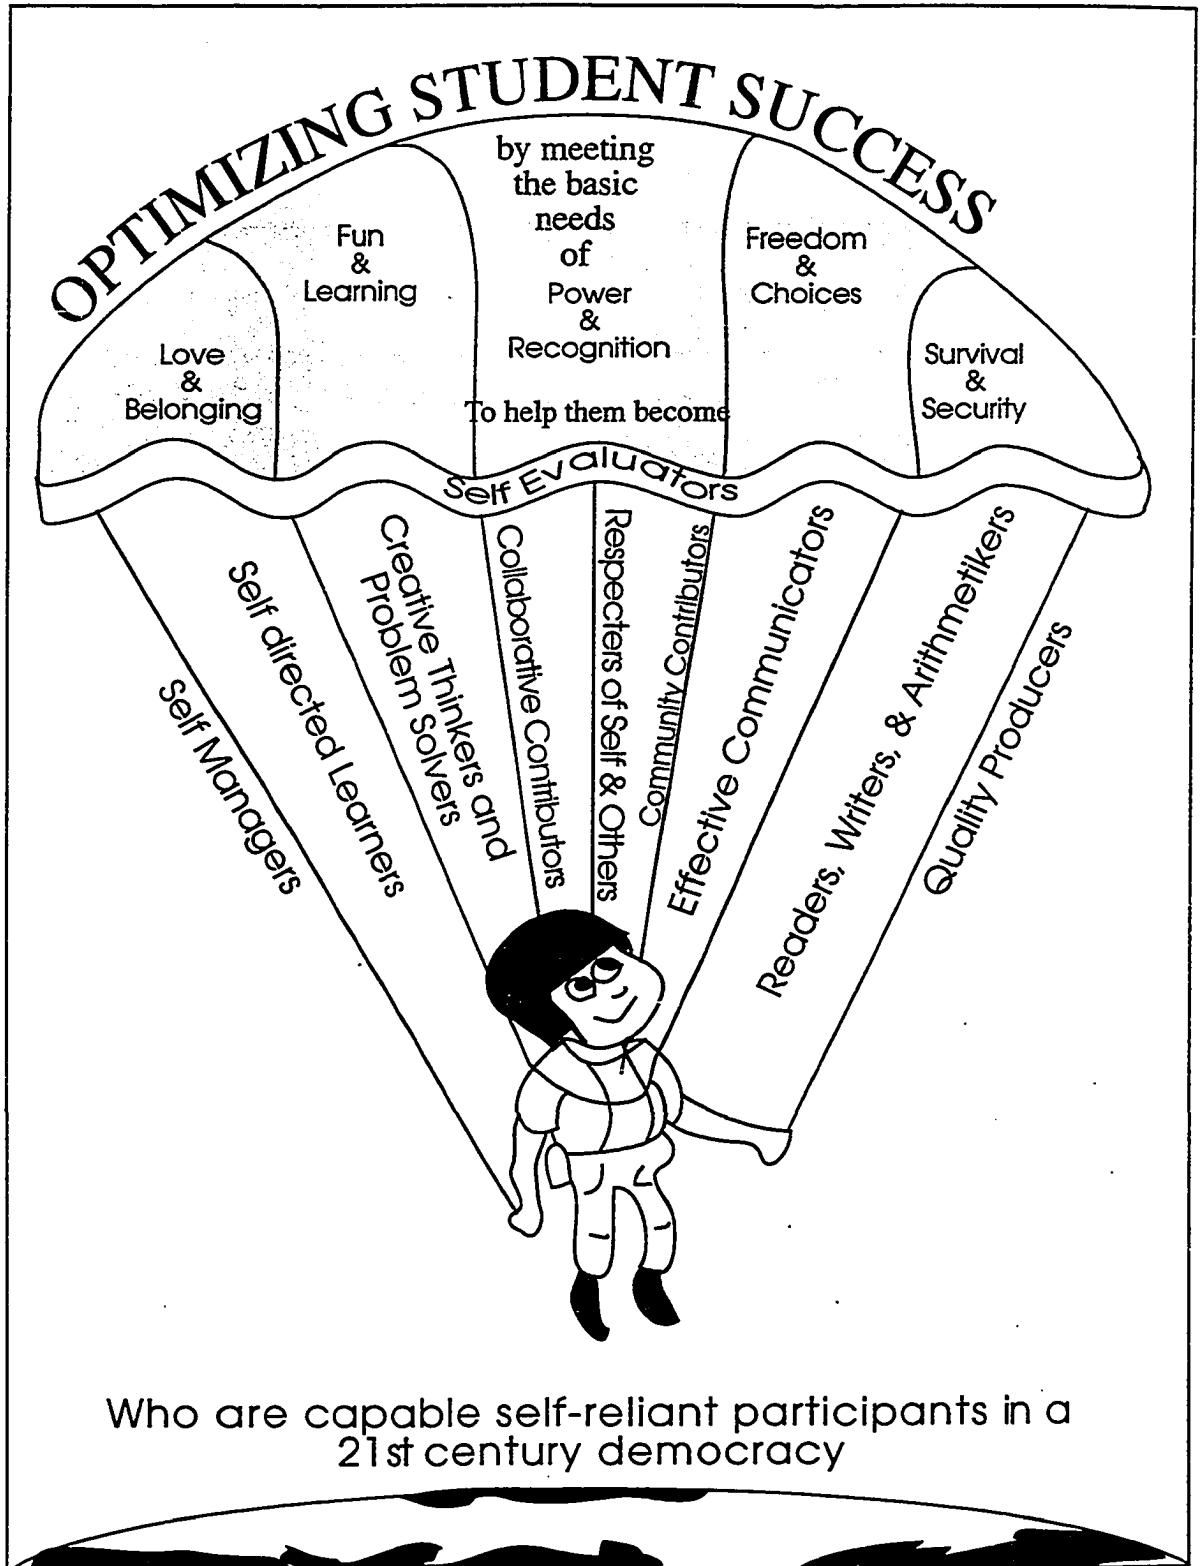 OPTIMIZING STUDENT SUCCESS
by meeting
the basic
needs
of
Love
&
Belonging
Fun
&
Learning
Power
&
Recognition
Freedom
&
Choices
Survival
&
Security
To help them become
Self Evaluators
Self Managers
Self directed Learners
Creative Thinkers and
Problem Solvers
Collaborative Contributors
Respecters of Self & Others
Community Contributors
Effective Communicators
Readers, Writers, & Arithmetikers
Quality Producers
Who are capable self-reliant participants in a
21st century democracy